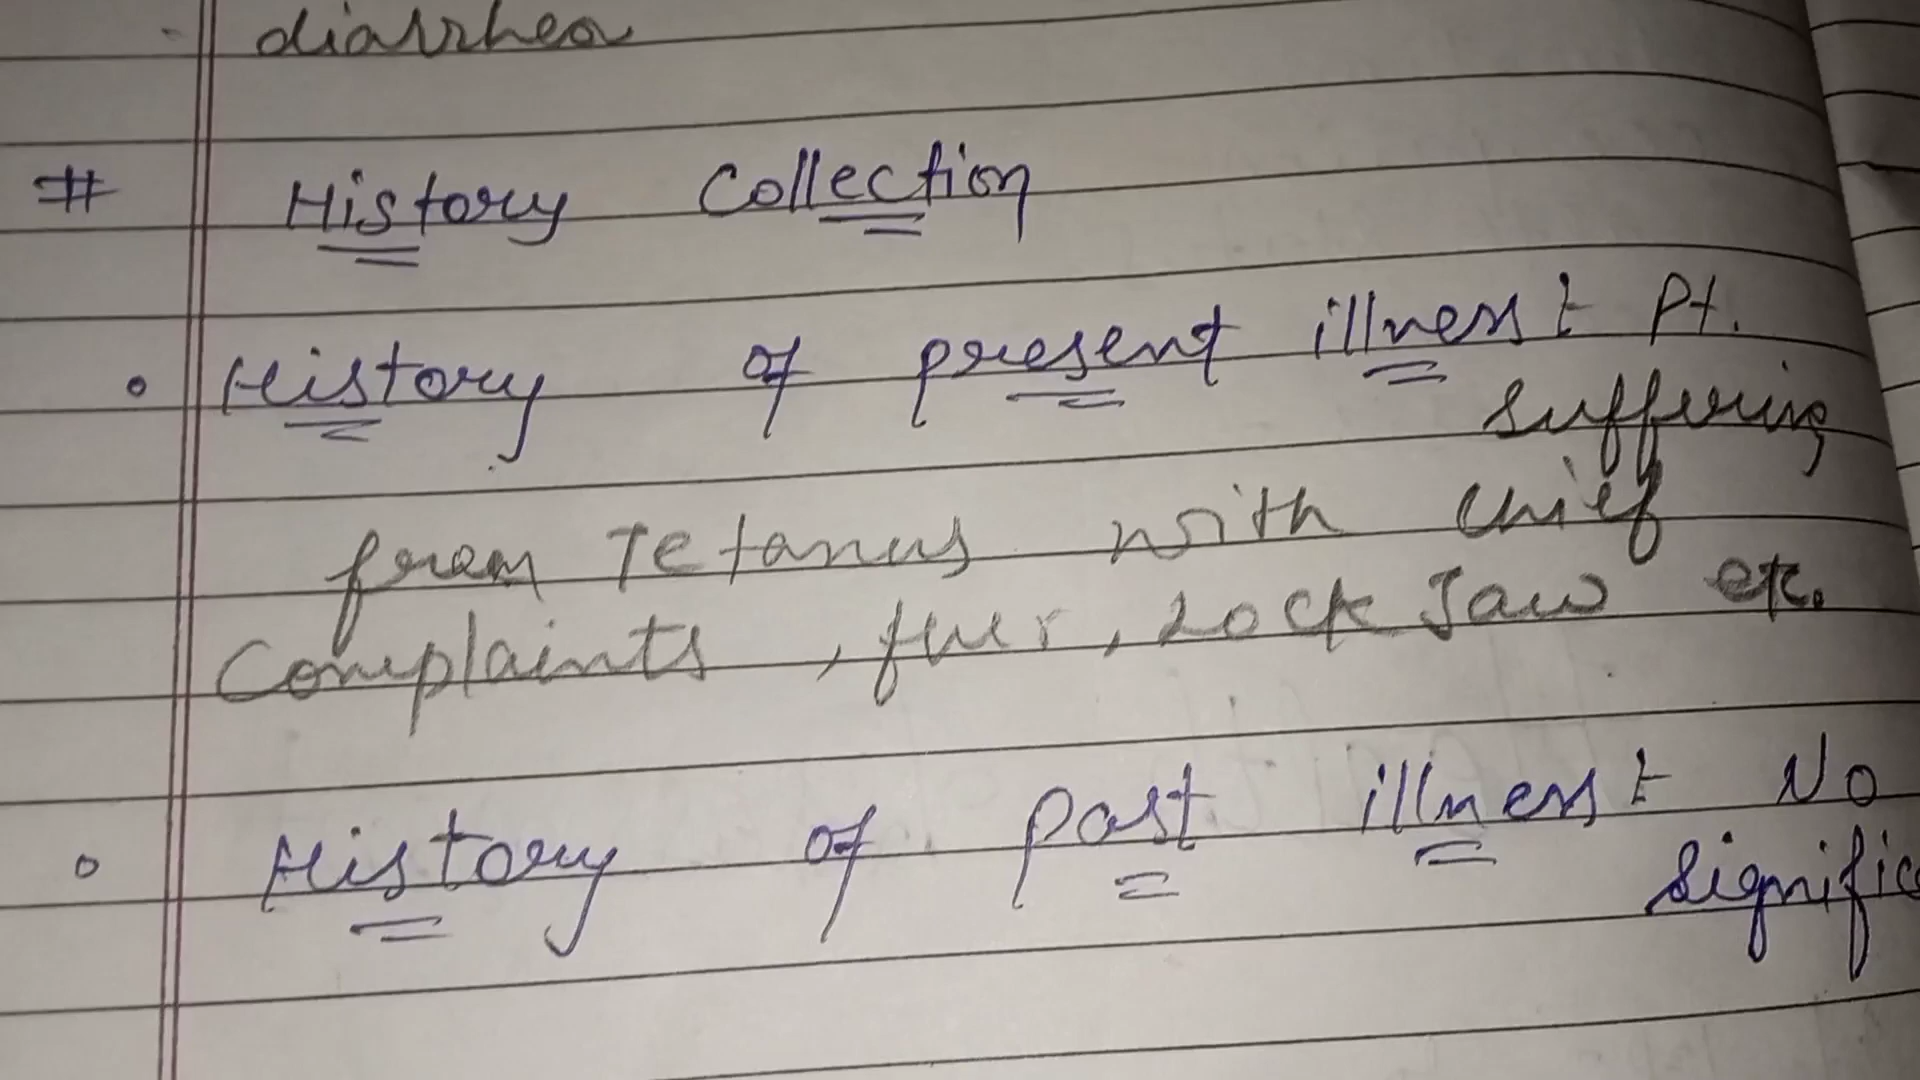 diarrhea
# History Collection
• History of present illness :- Pt.
suffering
from Tetanus with chief
Complaints , fever, Lock Jaw etc.
• History of past illness :- No
signific